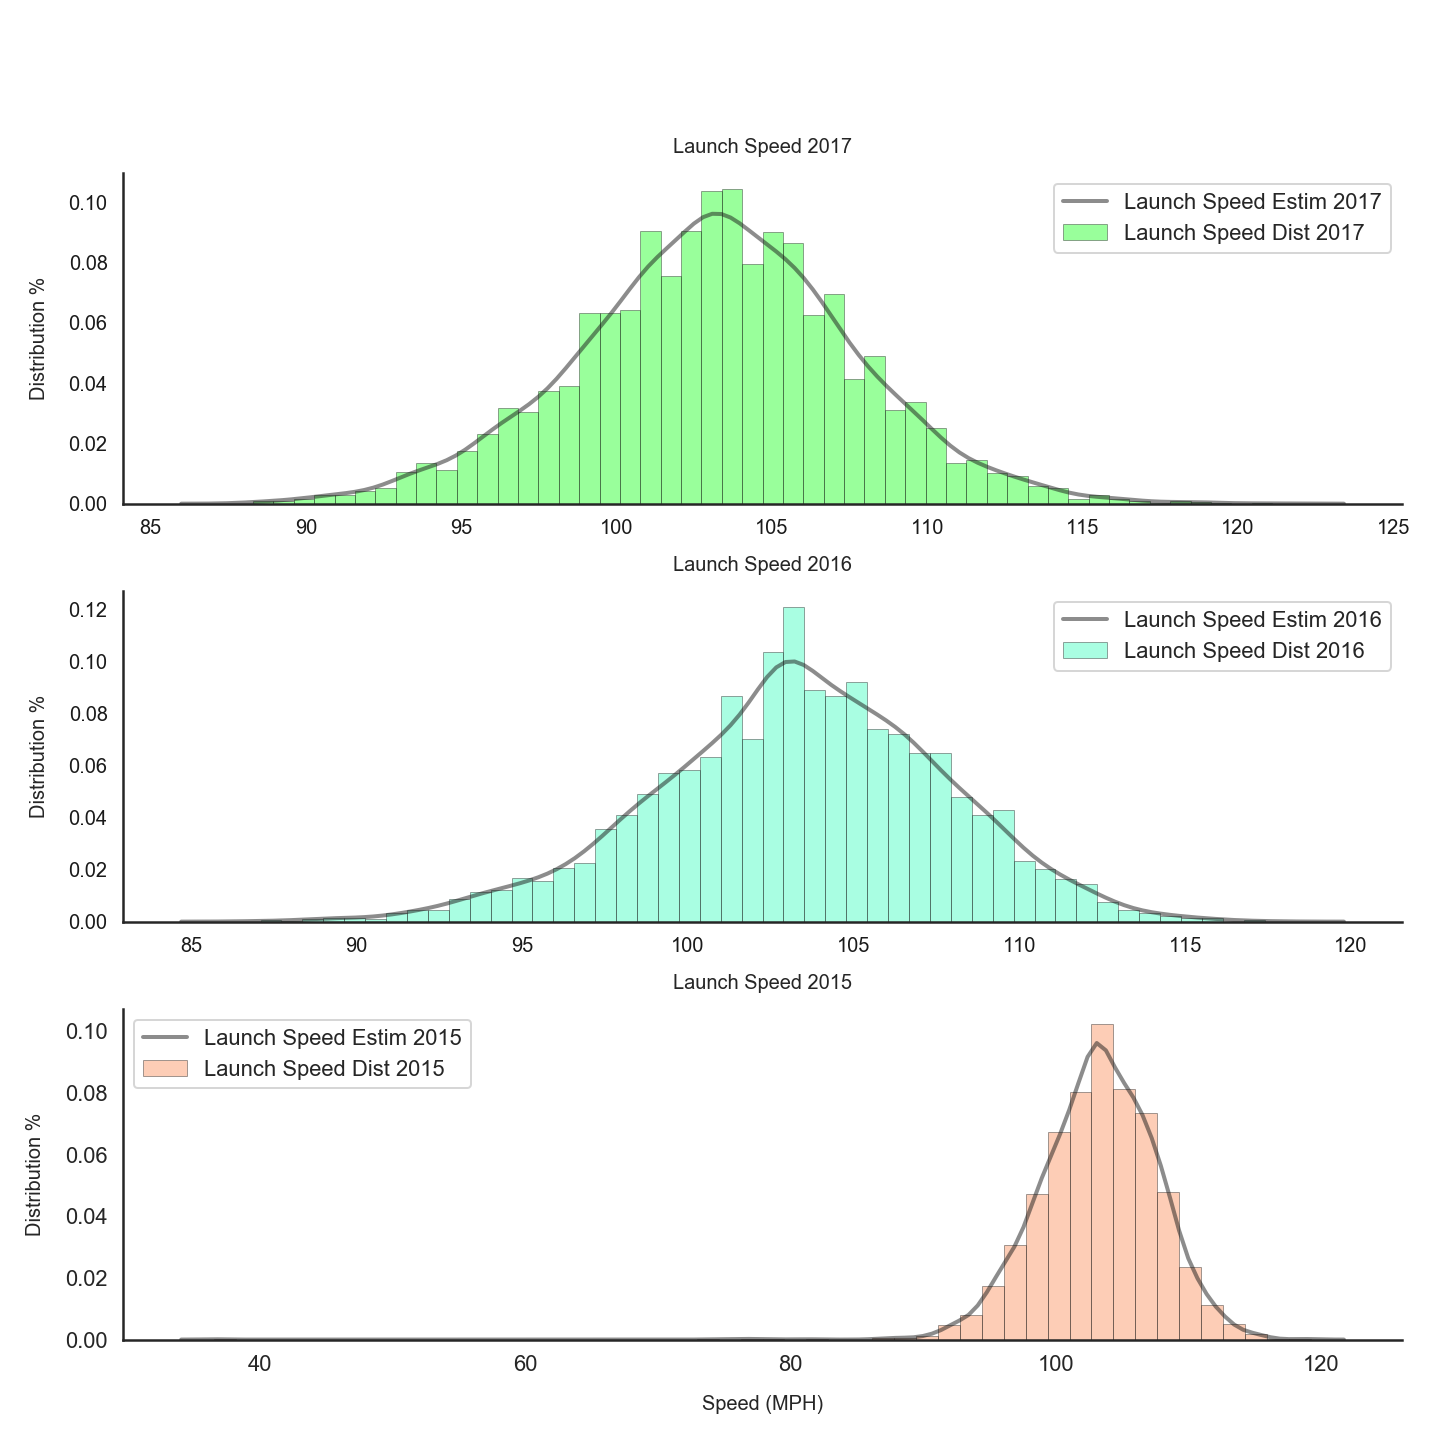 Launch Speed 2017
Launch Speed Estim 2017
Launch Speed Dist 2017
Distribution %
0.10
0.08
0.06
0.04
0.02
0.00
85 90 95 100 105 110 115 120 125
Launch Speed 2016
Launch Speed Estim 2016
Launch Speed Dist 2016
Distribution %
0.12
0.10
0.08
0.06
0.04
0.02
0.00
85 90 95 100 105 110 115 120
Launch Speed 2015
Launch Speed Estim 2015
Launch Speed Dist 2015
Distribution %
0.10
0.08
0.06
0.04
0.02
0.00
40 60 80 100 120
Speed (MPH)